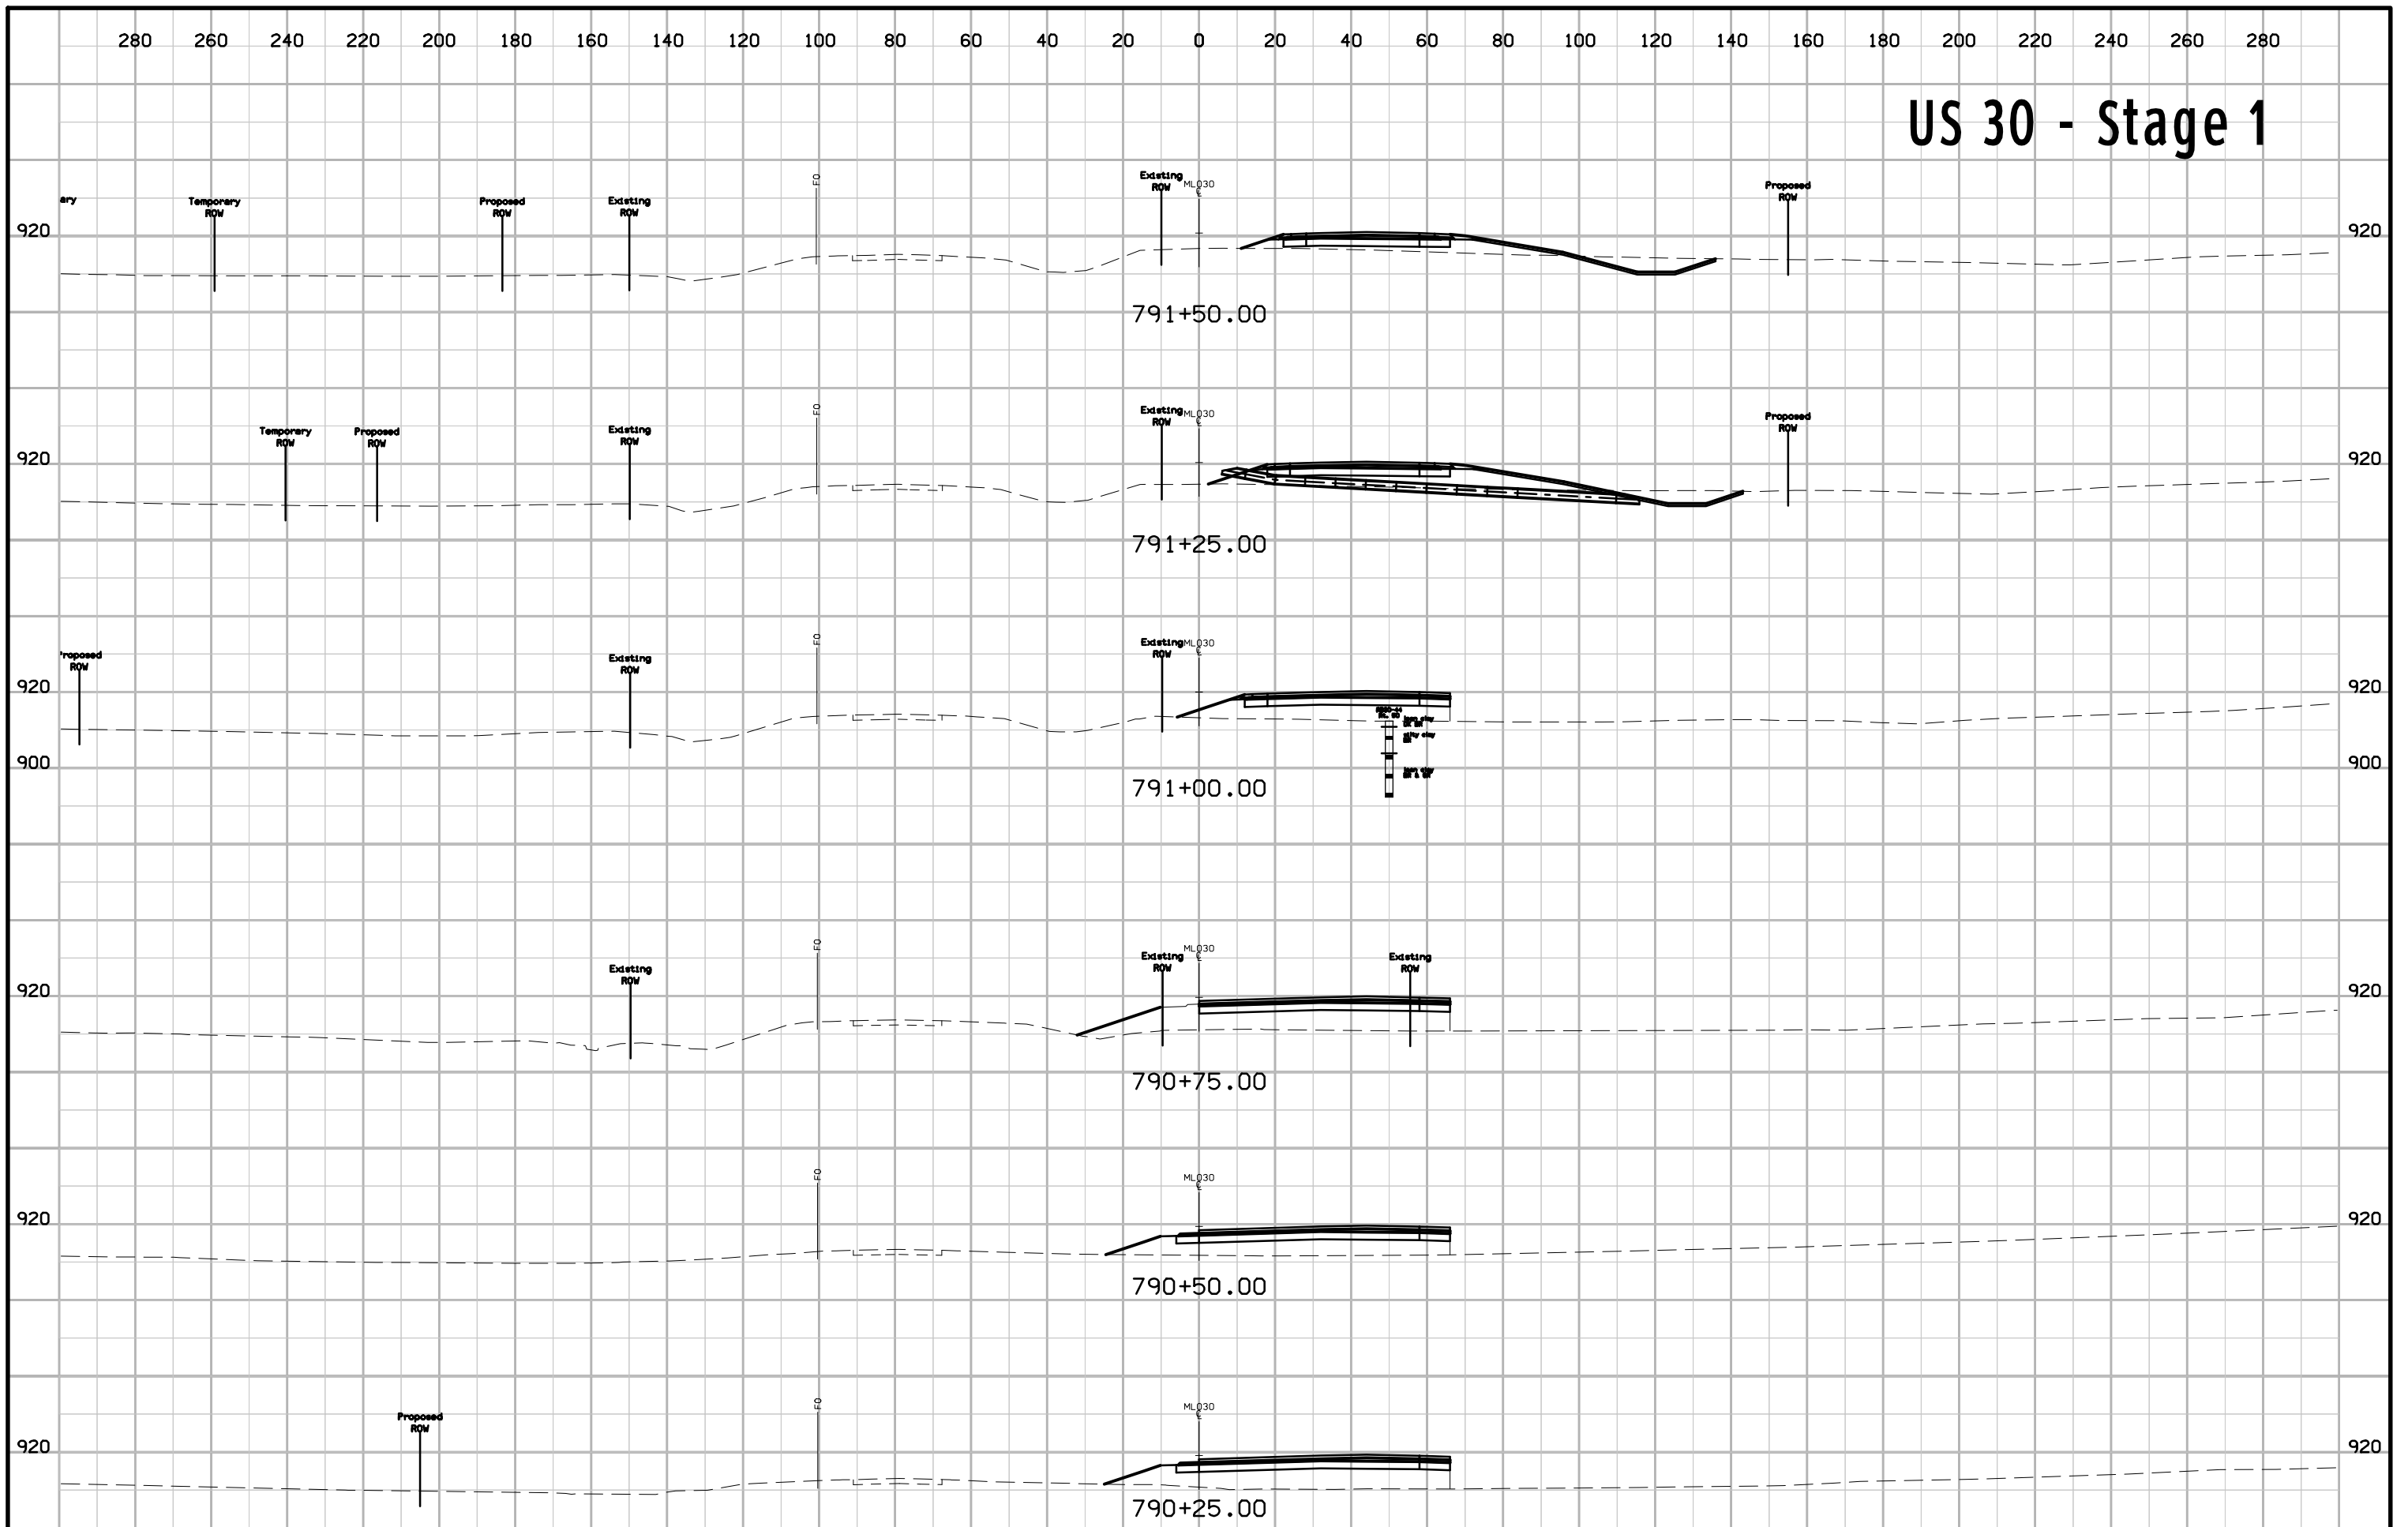 280 260 240 220 200 180 160 140 120 100 80 60 40 20 0 20 40 60 80 100 120 140 160 180 200 220 240 260 280
US 30 - Stage 1
ary
Temporary
ROW
Proposed
ROW
Existing
ROW
FO
Existing
ROW
ML030
Proposed
ROW
920 920
791+50.00
Temporary
ROW
Proposed
ROW
Existing
ROW
FO
Existing
ROW
ML030
Proposed
ROW
920 920
791+25.00
roposed
ROW
Existing
ROW
FO
Existing
ROW
ML030
920 920
silty clay
900 900
791+00.00
Existing
ROW
FO
Existing
ROW
ML030
Existing
ROW
920 920
790+75.00
FO
ML030
920 920
790+50.00
Proposed
ROW
FO
ML030
920 920
790+25.00